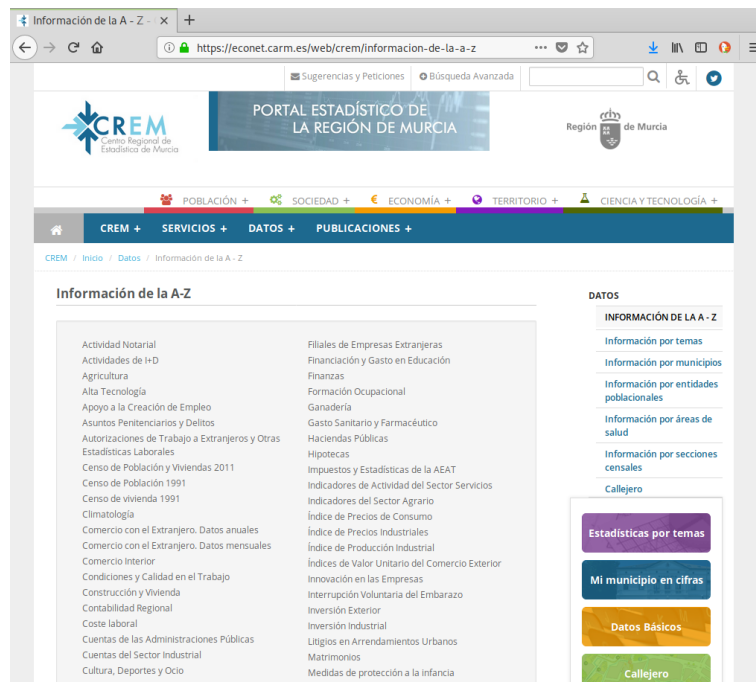 Información de la A - Z -
https://econet.carm.es/web/crem/informacion-de-la-a-z
Sugerencias y Peticiones
Búsqueda Avanzada
CREM
Centro Regional de
Estadística de Murcia
PORTAL ESTADÍSTICO DE
LA REGIÓN DE MURCIA
Región de Murcia
POBLACIÓN +
SOCIEDAD +
€ ECONOMÍA +
TERRITORIO +
CIENCIA Y TECNOLOGÍA +
CREM +
SERVICIOS +
DATOS +
PUBLICACIONES +
CREM / Inicio / Datos / Información de la A - Z
Información de la A-Z
Actividad Notarial
Actividades de I+D
Agricultura
Alta Tecnología
Apoyo a la Creación de Empleo
Asuntos Penitenciarios y Delitos
Autorizaciones de Trabajo a Extranjeros y Otras
Estadísticas Laborales
Censo de Población y Viviendas 2011
Censo de Población 1991
Censo de vivienda 1991
Climatología
Comercio con el Extranjero. Datos anuales
Comercio con el Extranjero. Datos mensuales
Comercio Interior
Condiciones y Calidad en el Trabajo
Construcción y Vivienda
Contabilidad Regional
Coste laboral
Cuentas de las Administraciones Públicas
Cuentas del Sector Industrial
Cultura, Deportes y Ocio
Filiales de Empresas Extranjeras
Financiación y Gasto en Educación
Finanzas
Formación Ocupacional
Ganadería
Gasto Sanitario y Farmacéutico
Haciendas Públicas
Hipotecas
Impuestos y Estadísticas de la AEAT
Indicadores de Actividad del Sector Servicios
Indicadores del Sector Agrario
Índice de Precios de Consumo
Índice de Precios Industriales
Índice de Producción Industrial
Índices de Valor Unitario del Comercio Exterior
Innovación en las Empresas
Interrupción Voluntaria del Embarazo
Inversión Exterior
Inversión Industrial
Litigios en Arrendamientos Urbanos
Matrimonios
Medidas de protección a la infancia
DATOS
INFORMACIÓN DE LA A - Z
Información por temas
Información por municipios
Información por entidades
poblacionales
Información por áreas de
salud
Información por secciones
censales
Callejero
Estadísticas por temas
Mi municipio en cifras
Datos Básicos
Callejero